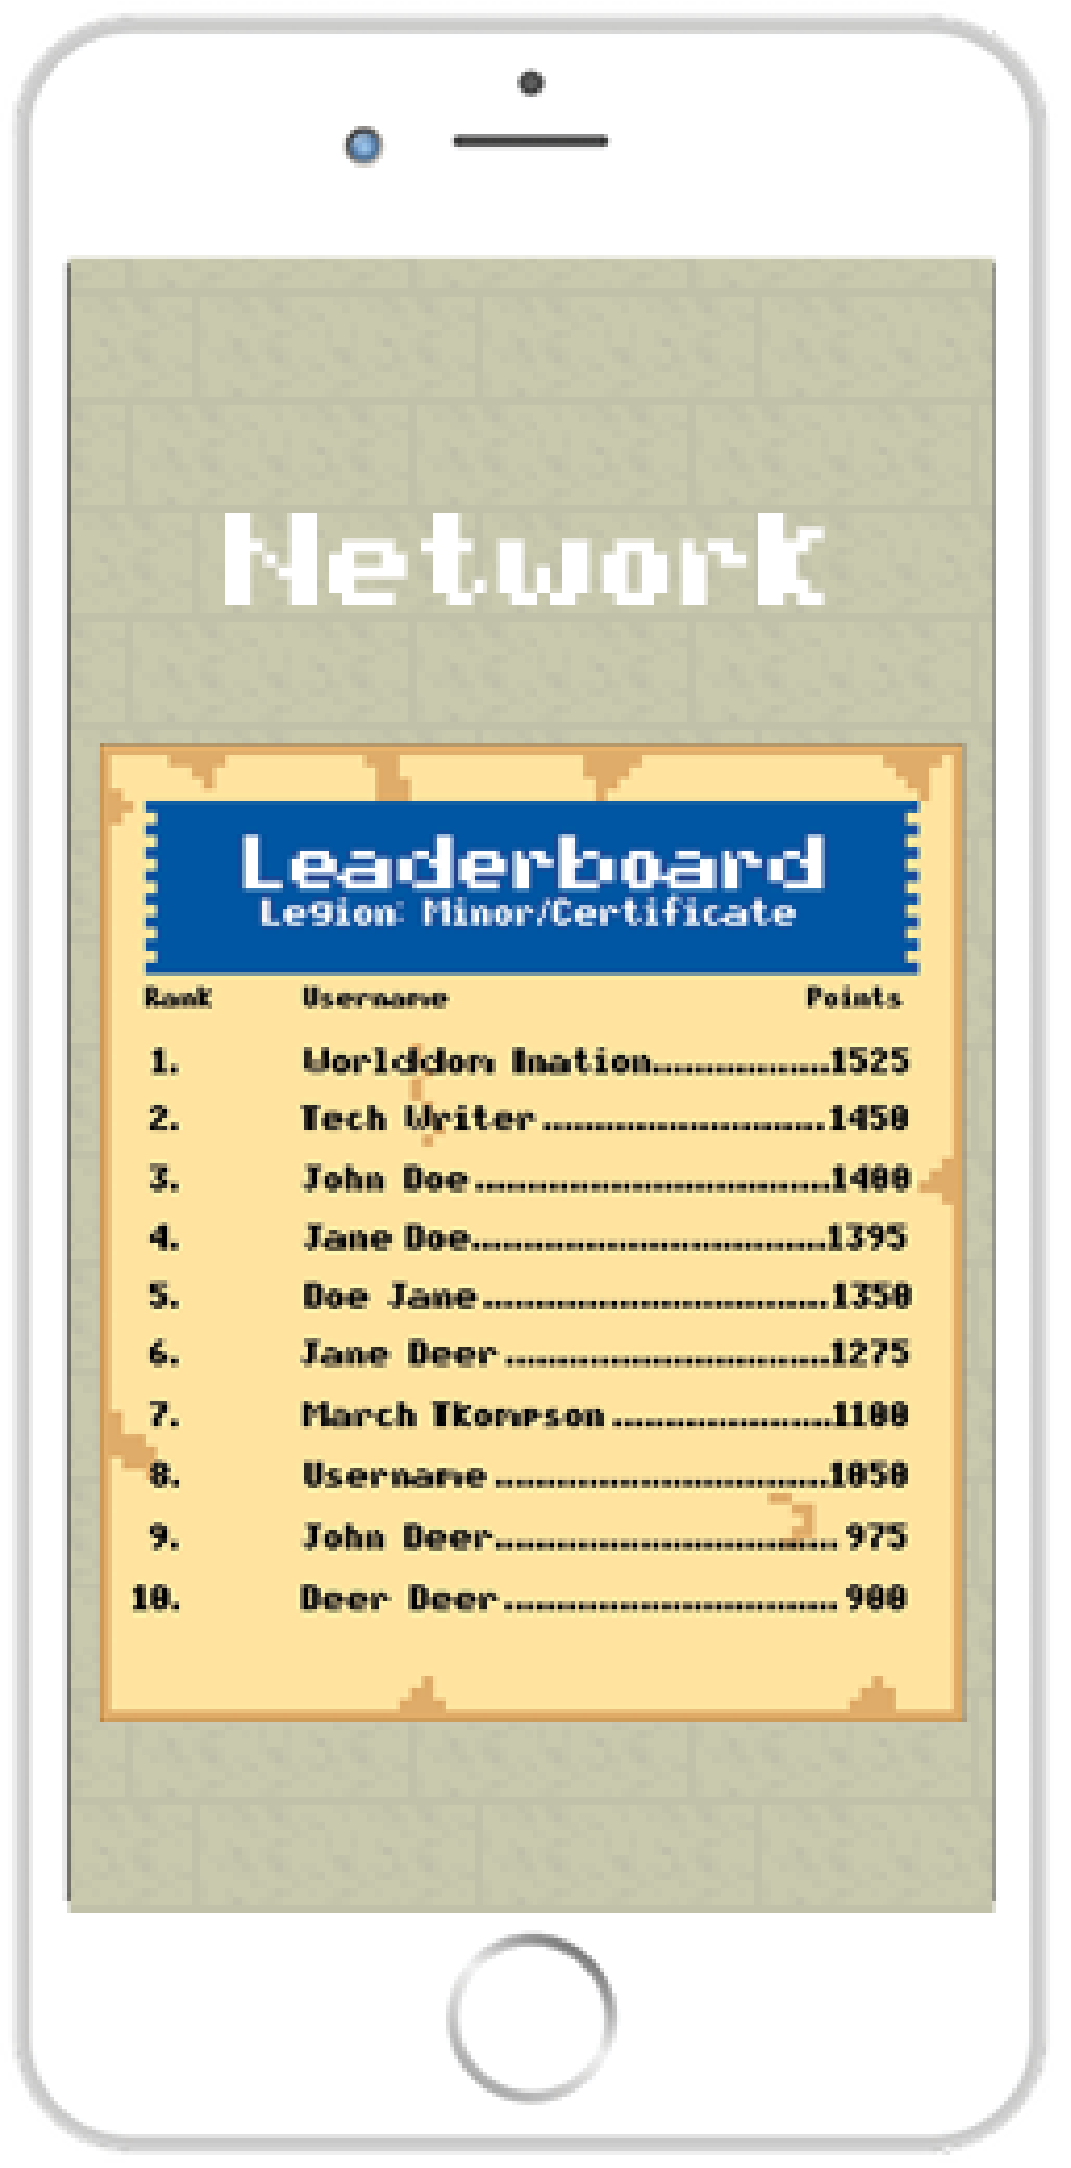 Network
Leaderboard
Legion: Minor/Certificate
Rank Username Points
1. Worlddom Ination.................1525
2. Tech Writer...........................1450
3. John Doe..................................1400
4. Jane Doe..................................1395
5. Doe Jane.................................1350
6. Jane Deer...............................1275
7. March Tkompson.....................1100
8. Username................................1050
9. John Deer................................. 975
10. Deer Deer................................ 900